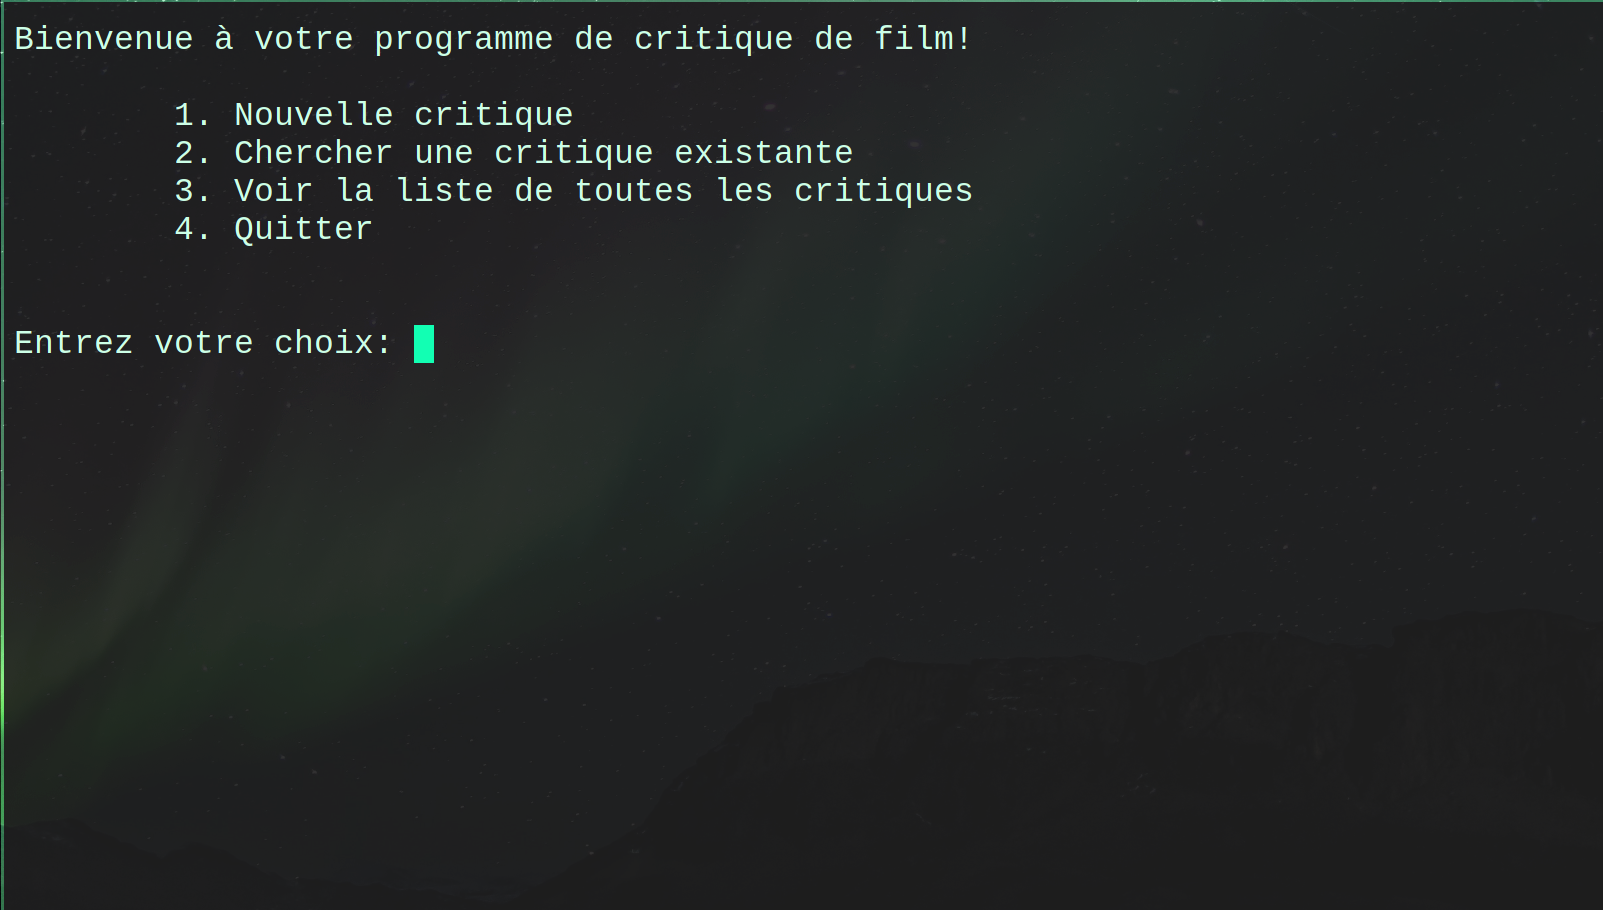 Bienvenue à votre programme de critique de film!
1. Nouvelle critique
2. Chercher une critique existante
3. Voir la liste de toutes les critiques
4. Quitter
Entrez votre choix: